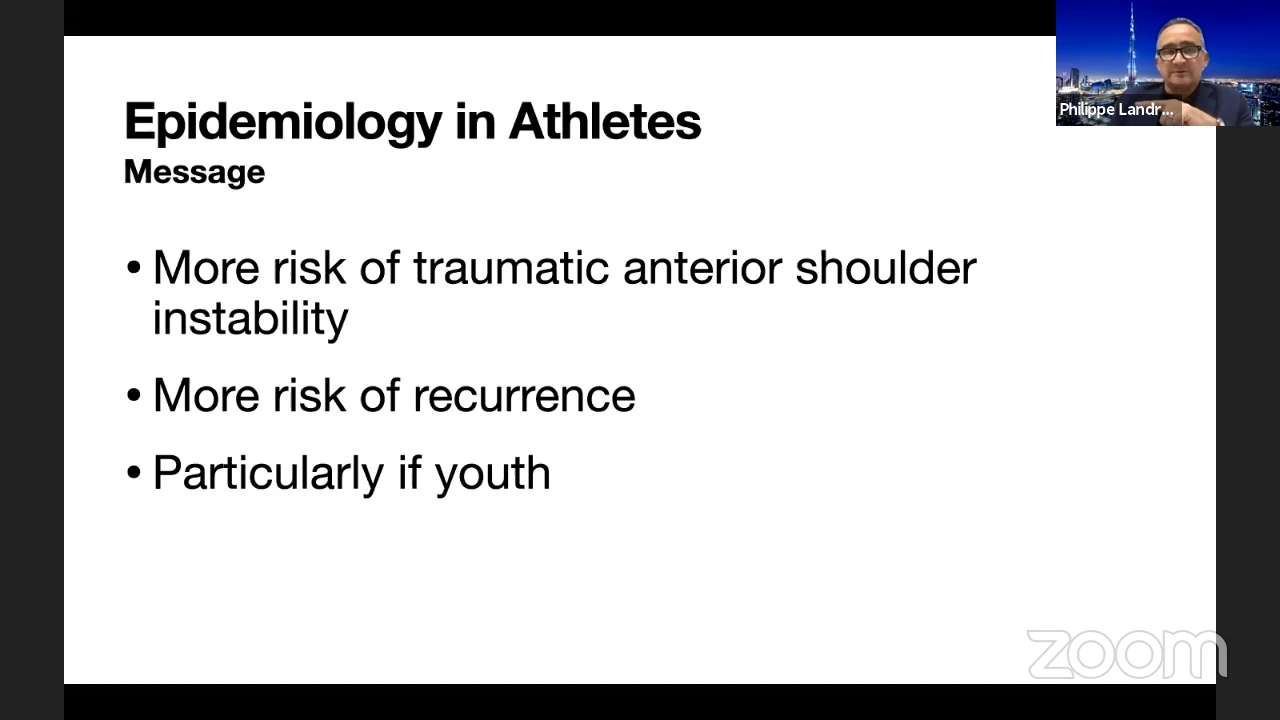 Epidemiology in Athletes
Message
• More risk of traumatic anterior shoulder
instability
• More risk of recurrence
• Particularly if youth
Philippe Landr...
zoom